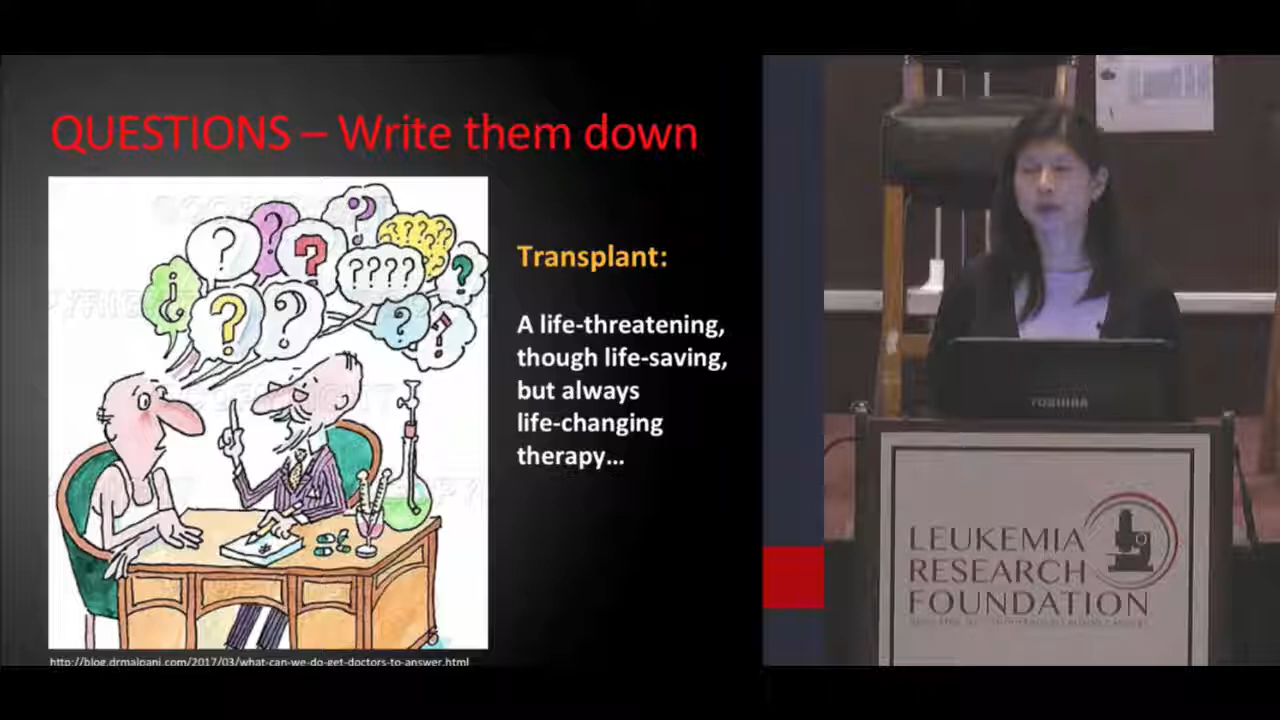 QUESTIONS – Write them down
Transplant:
A life-threatening,
though life-saving,
but always
life-changing
therapy...
http://blog.drmalpani.com/2017/03/what-can-we-do-get-doctors-to-answer.html
TOSHIBA
LEUKEMIA
RESEARCH
FOUNDATION